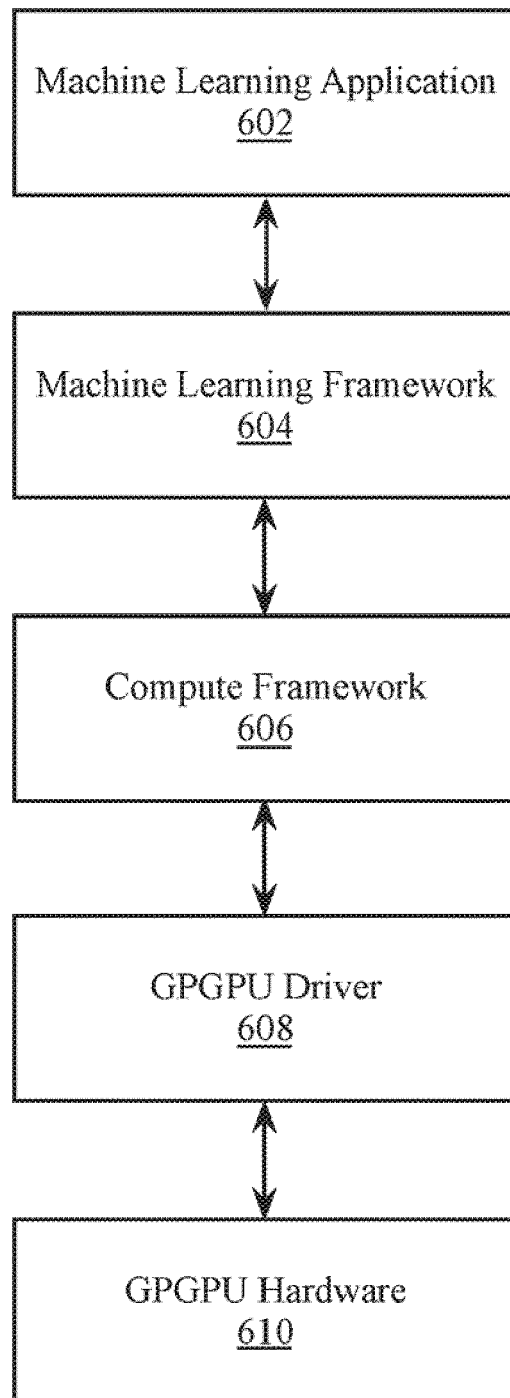 Machine Learning Application
602
Machine Learning Framework
604
Compute Framework
606
GPGPU Driver
608
GPGPU Hardware
610